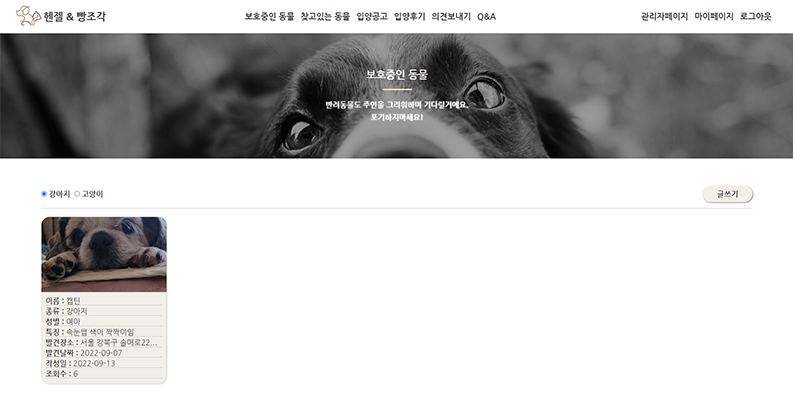 헨젤 & 빵조각
보호중인 동물 찾고있는 동물 입양공고 입양후기 의견보내기 Q&A
관리자페이지 마이페이지 로그아웃
보호중인 동물
반려동물도 주인을 그리워하며 기다릴거에요.
포기하지마세요!
강아지 고양이
글쓰기
이름 : 캡틴
종류 : 강아지
성별 : 여아
특징 : 속눈썹 색이 짝짝이임
발견장소 : 서울 강북구 솔매로22...
발견날짜 : 2022-09-07
작성일 : 2022-09-13
조회수 : 6